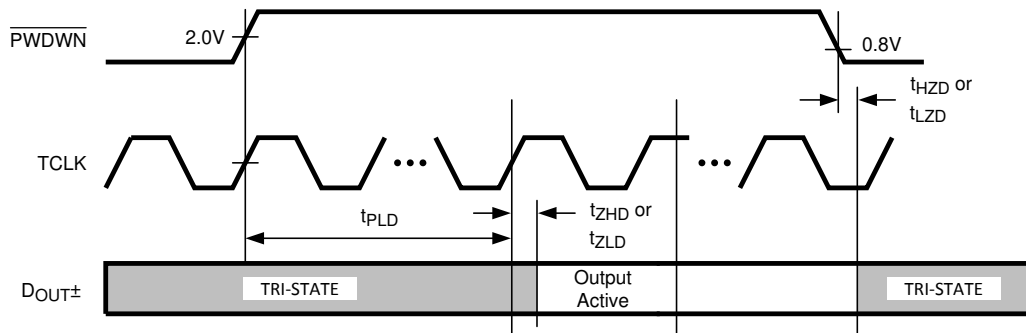 PWDWN
2.0V
0.8V
tHZD or
tLZD
TCLK
tPLD
tZHD or
tZLD
DOUT±
TRI-STATE
Output
Active
TRI-STATE